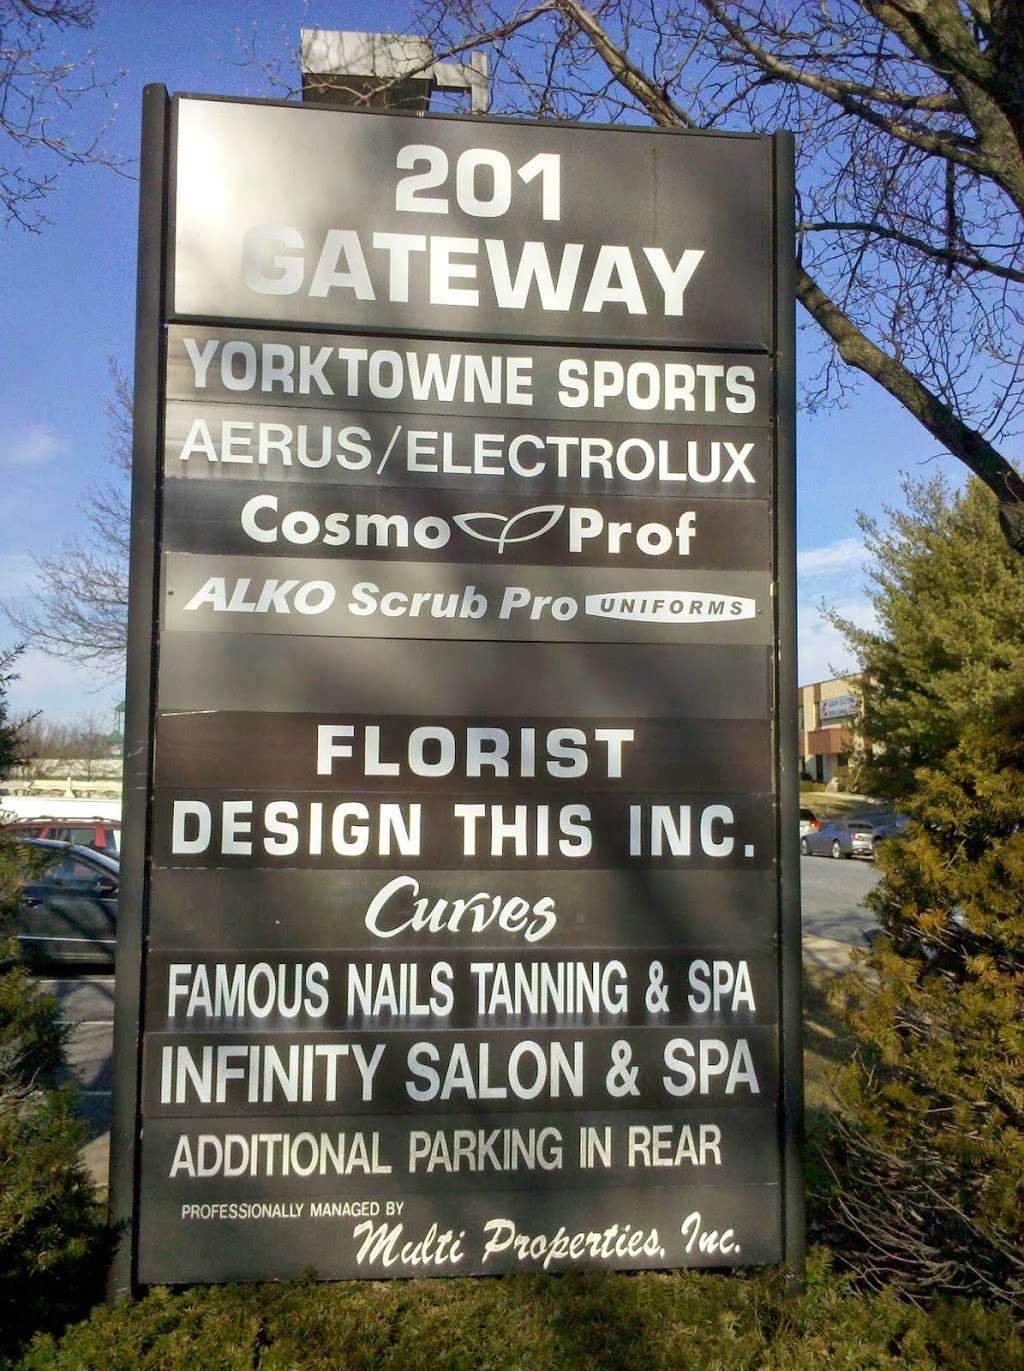 201
GATEWAY
YORKTOWNE SPORTS
AERUS/ELECTROLUX
Cosmo Prof
ALKO Scrub Pro UNIFORMS
FLORIST
DESIGN THIS INC.
Curves
FAMOUS NAILS TANNING & SPA
INFINITY SALON & SPA
ADDITIONAL PARKING IN REAR
PROFESSIONALLY MANAGED BY
Multi Properties, Inc.